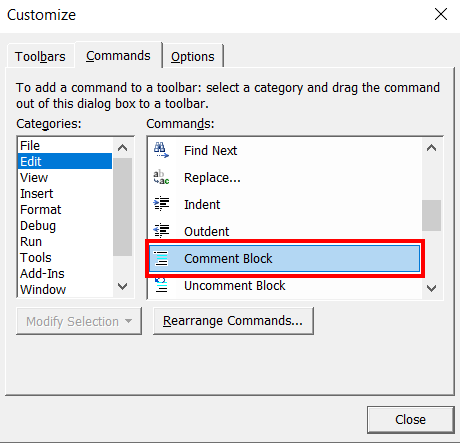 Customize
Toolbars Commands Options
To add a command to a toolbar: select a category and drag the command
out of this dialog box to a toolbar.
Categories:
File
Edit
View
Insert
Format
Debug
Run
Tools
Add-Ins
Window
Commands:
Find Next
Replace...
Indent
Outdent
Comment Block
Uncomment Block
Modify Selection
Rearrange Commands...
Close